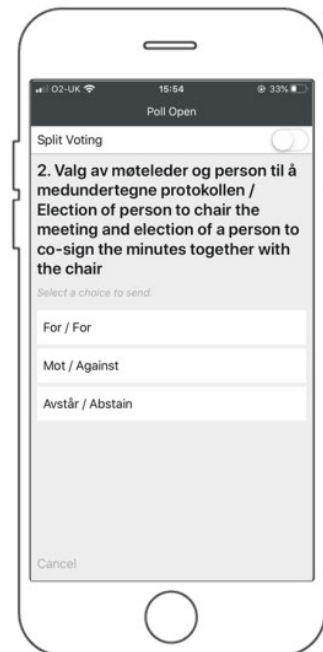 O2-UK 15:54 33%
Poll Open
Split Voting
2. Valg av møteleder og person til å
medundertegne protokollen /
Election of person to chair the
meeting and election of a person to
co-sign the minutes together with
the chair
Select a choice to send.
For / For
Mot / Against
Avstår / Abstain
Cancel